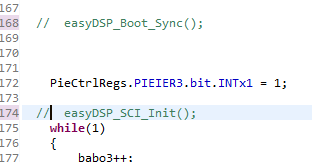 167
168 //  easyDSP_Boot_Sync();
169
170
171
172 PieCtrlRegs.PIEIER3.bit.INTx1 = 1;
173
174 //  easyDSP_SCI_Init();
175 while(1)
176 {
177 babo3++;